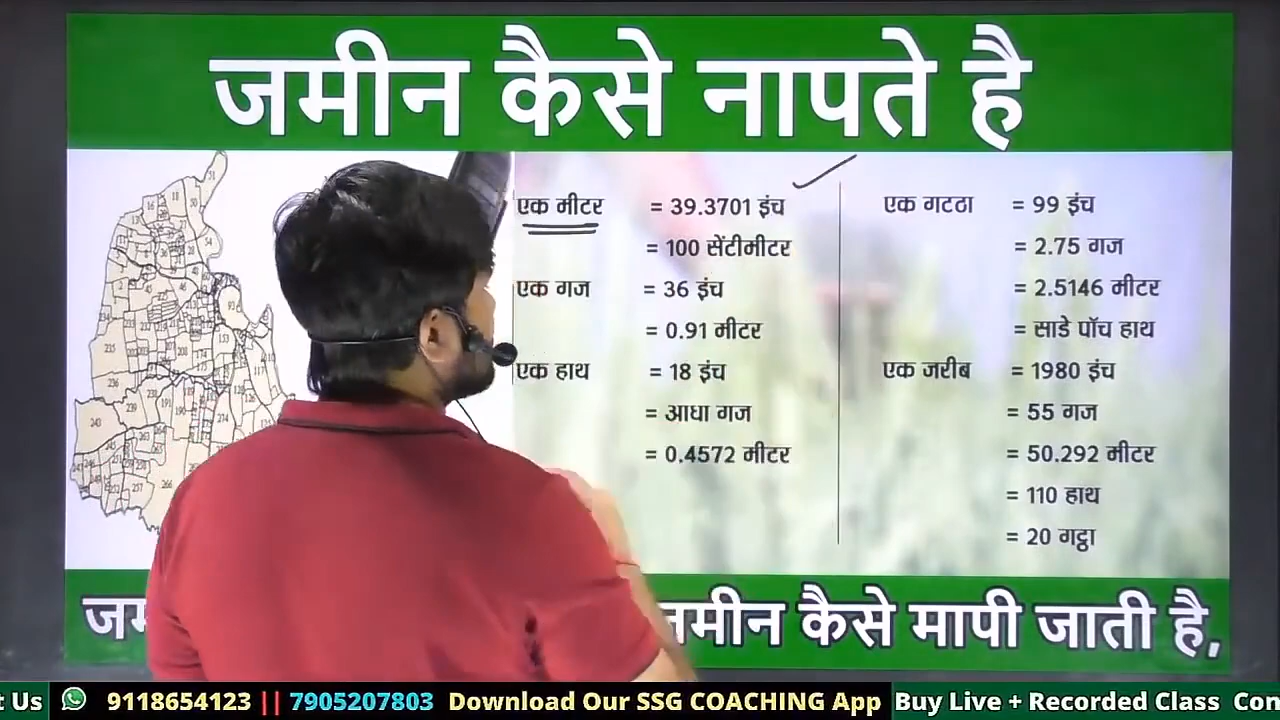 जमीन कैसे नापते है
एक मीटर = 39.3701 इंच
= 100 सेंटीमीटर
एक गज = 36 इंच
= 0.91 मीटर
एक हाथ = 18 इंच
= आधा गज
= 0.4572 मीटर
एक गटठा = 99 इंच
= 2.75 गज
= 2.5146 मीटर
= साडे पॉच हाथ
एक जरीब = 1980 इंच
= 55 गज
= 50.292 मीटर
= 110 हाथ
= 20 गट्ठा
जमीन कैसे मापी जाती है,
t Us 9118654123 || 7905207803 Download Our SSG COACHING App Buy Live + Recorded Class